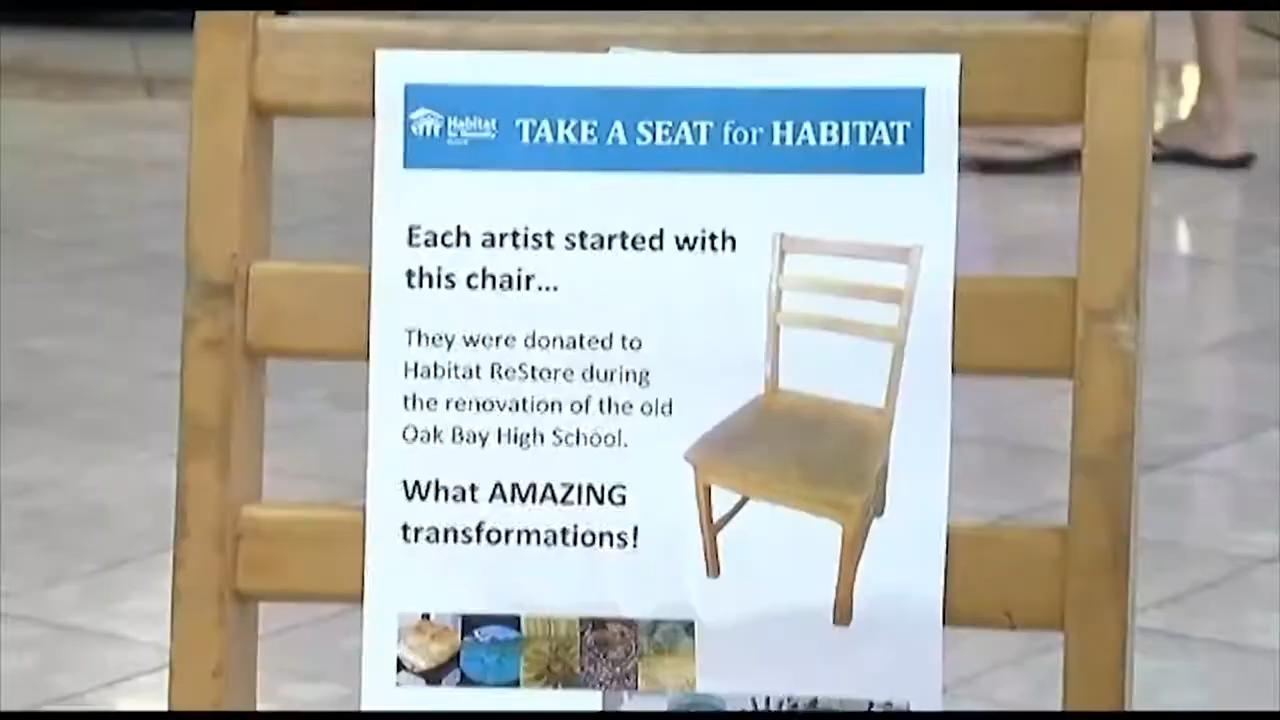 Habitat
TAKE A SEAT for HABITAT
Each artist started with
this chair...
They were donated to
Habitat ReStore during
the renovation of the old
Oak Bay High School.
What AMAZING
transformations!